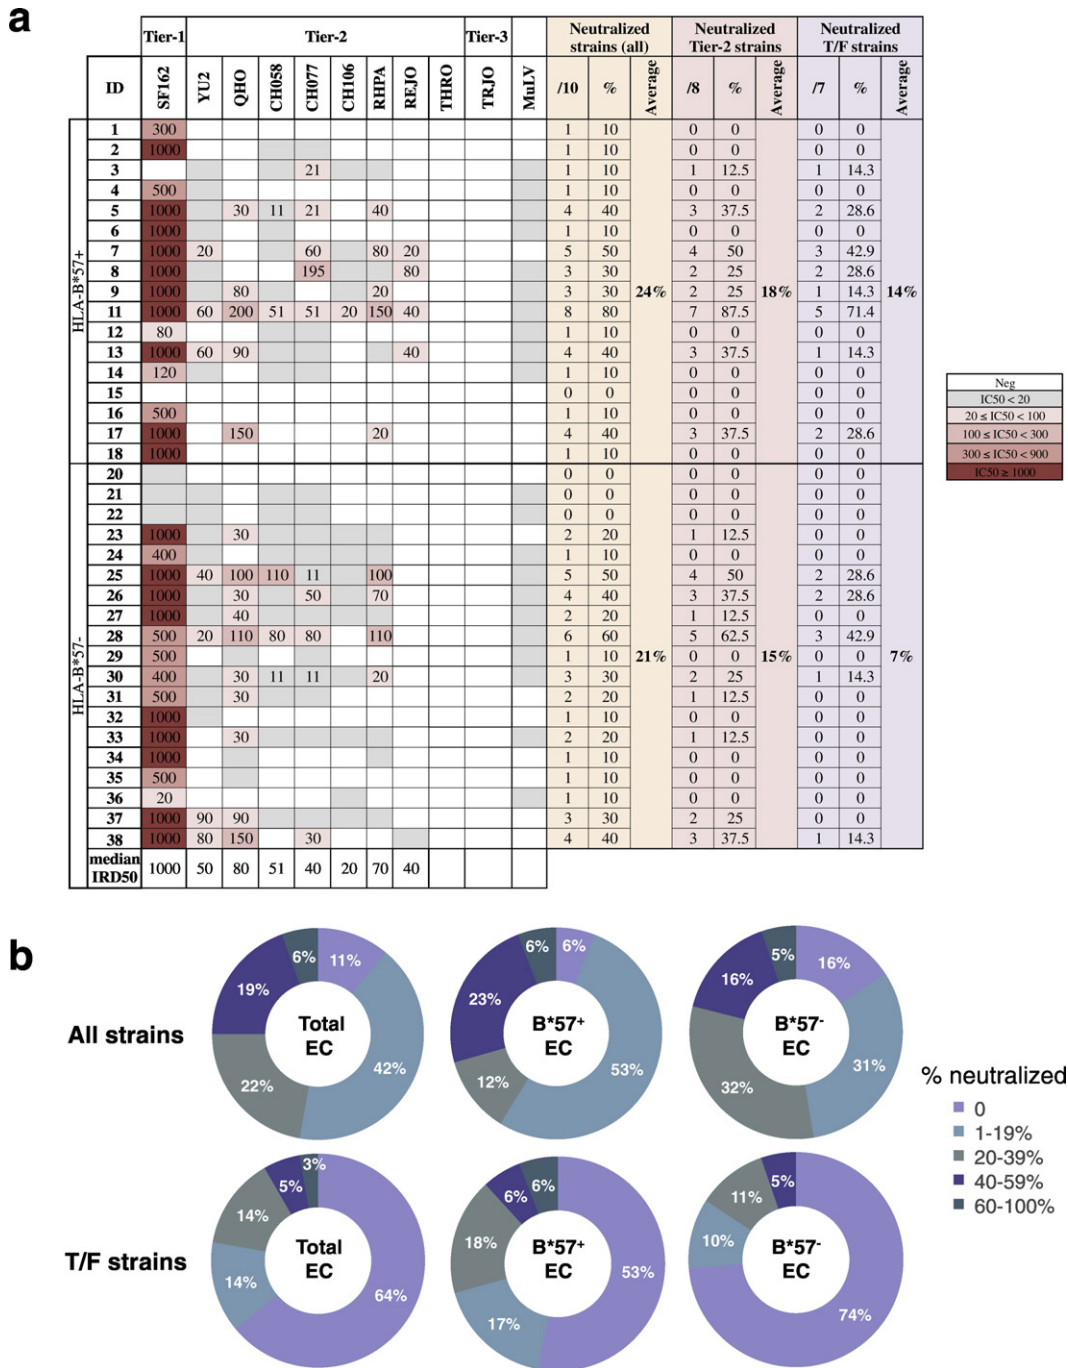 a
Tier-1 Tier-2 Tier-3 Neutralized strains (all) Neutralized Tier-2 strains Neutralized T/F strains
ID SF162 YU2 QHO CH058 CH077 CH106 RHPA REJO THRO TRJO MuLV /10 % Average /8 % Average /7 % Average
HLA-B*57+
1 300 1 10 0 0 0 0
2 1000 1 10 0 0 0 0
3 21 1 10 1 12.5 1 14.3
4 500 1 10 0 0 0 0
5 1000 30 11 21 40 4 40 3 37.5 2 28.6
6 1000 1 10 0 0 0 0
7 1000 20 60 80 20 5 50 4 50 3 42.9
8 1000 195 80 3 30 2 25 2 28.6
9 1000 80 20 3 30 24% 2 25 18% 1 14.3 14%
11 1000 60 200 51 51 20 150 40 8 80 7 87.5 5 71.4
12 80 1 10 0 0 0 0
13 1000 60 90 40 4 40 3 37.5 1 14.3
14 120 1 10 0 0 0 0
15 0 0 0 0 0 0
16 500 1 10 0 0 0 0
17 1000 150 20 4 40 3 37.5 2 28.6
18 1000 1 10 0 0 0 0
HLA-B*57-
20 0 0 0 0 0 0
21 0 0 0 0 0 0
22 0 0 0 0 0 0
23 1000 30 2 20 1 12.5 0 0
24 400 1 10 0 0 0 0
25 1000 40 100 110 11 100 5 50 4 50 2 28.6
26 1000 30 50 70 4 40 3 37.5 2 28.6
27 1000 40 2 20 1 12.5 0 0
28 500 20 110 80 80 110 6 60 5 62.5 3 42.9
29 500 1 10 21% 0 0 15% 0 0 7%
30 400 30 11 11 20 3 30 2 25 1 14.3
31 500 30 2 20 1 12.5 0 0
32 1000 1 10 0 0 0 0
33 1000 30 2 20 1 12.5 0 0
34 1000 1 10 0 0 0 0
35 500 1 10 0 0 0 0
36 20 1 10 0 0 0 0
37 1000 90 90 3 30 2 25 0 0
38 1000 80 150 30 4 40 3 37.5 1 14.3
median IRD50 1000 50 80 51 40 20 70 40
Neg
IC50 < 20
20 ≤ IC50 < 100
100 ≤ IC50 < 300
300 ≤ IC50 < 900
IC50 ≥ 1000
b
All strains
Total EC
11%
42%
22%
19%
6%
B*57+ EC
6%
53%
12%
23%
6%
B*57- EC
16%
31%
32%
16%
5%
T/F strains
Total EC
64%
14%
14%
5%
3%
B*57+ EC
53%
17%
18%
6%
6%
B*57- EC
74%
10%
11%
5%
% neutralized
0
1-19%
20-39%
40-59%
60-100%